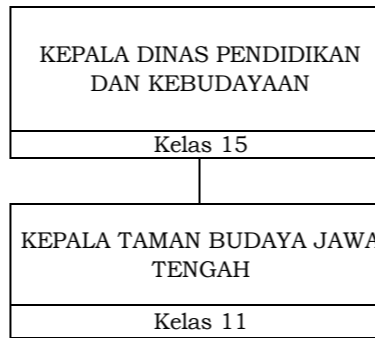 KEPALA DINAS PENDIDIKAN
DAN KEBUDAYAAN
Kelas 15
KEPALA TAMAN BUDAYA JAWA
TENGAH
Kelas 11